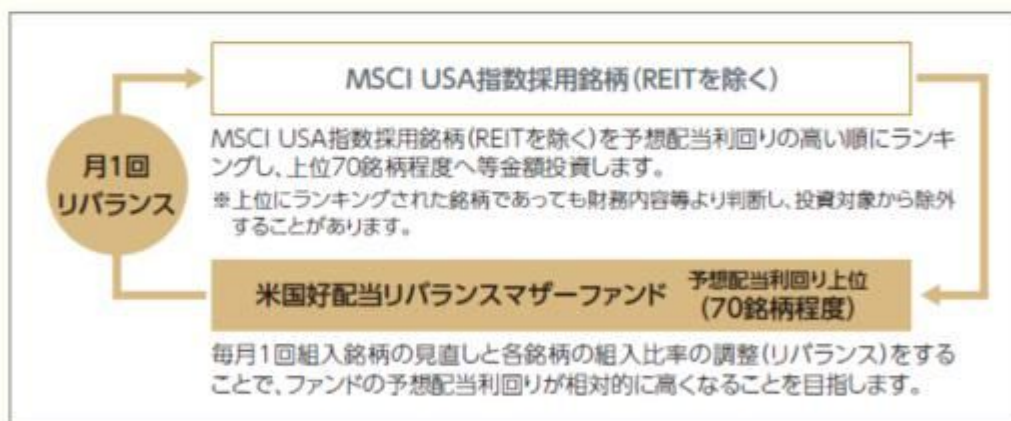 MSCI USA指数採用銘柄(REITを除く)
MSCI USA指数採用銘柄(REITを除く)を予想配当利回りの高い順にランキ
ングし、上位70銘柄程度へ等金額投資します。
※上位にランキングされた銘柄であっても財務内容等より判断し、投資対象から除外
することがあります。
月1回
リバランス
米国好配当リバランスマザーファンド
予想配当利回り上位
(70銘柄程度)
毎月1回組入銘柄の見直しと各銘柄の組入比率の調整(リバランス)をする
ことで、ファンドの予想配当利回りが相対的に高くなることを目指します。